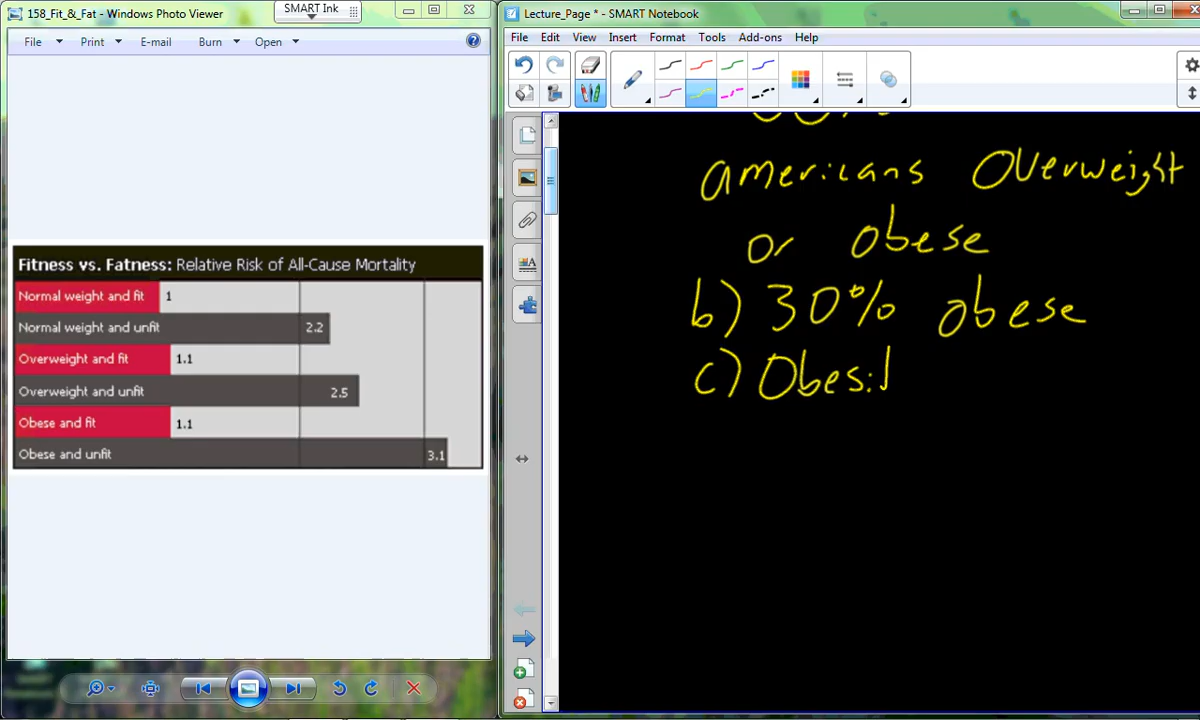 158_Fit_&_Fat - Windows Photo Viewer
SMART Ink
File Print E-mail Burn Open
Fitness vs. Fatness: Relative Risk of All-Cause Mortality
Normal weight and fit 1
Normal weight and unfit 2.2
Overweight and fit 1.1
Overweight and unfit 2.5
Obese and fit 1.1
Obese and unfit 3.1
Lecture_Page * - SMART Notebook
File Edit View Insert Format Tools Add-ons Help
americans Overweight
or obese
b) 30% obese
c) Obesit